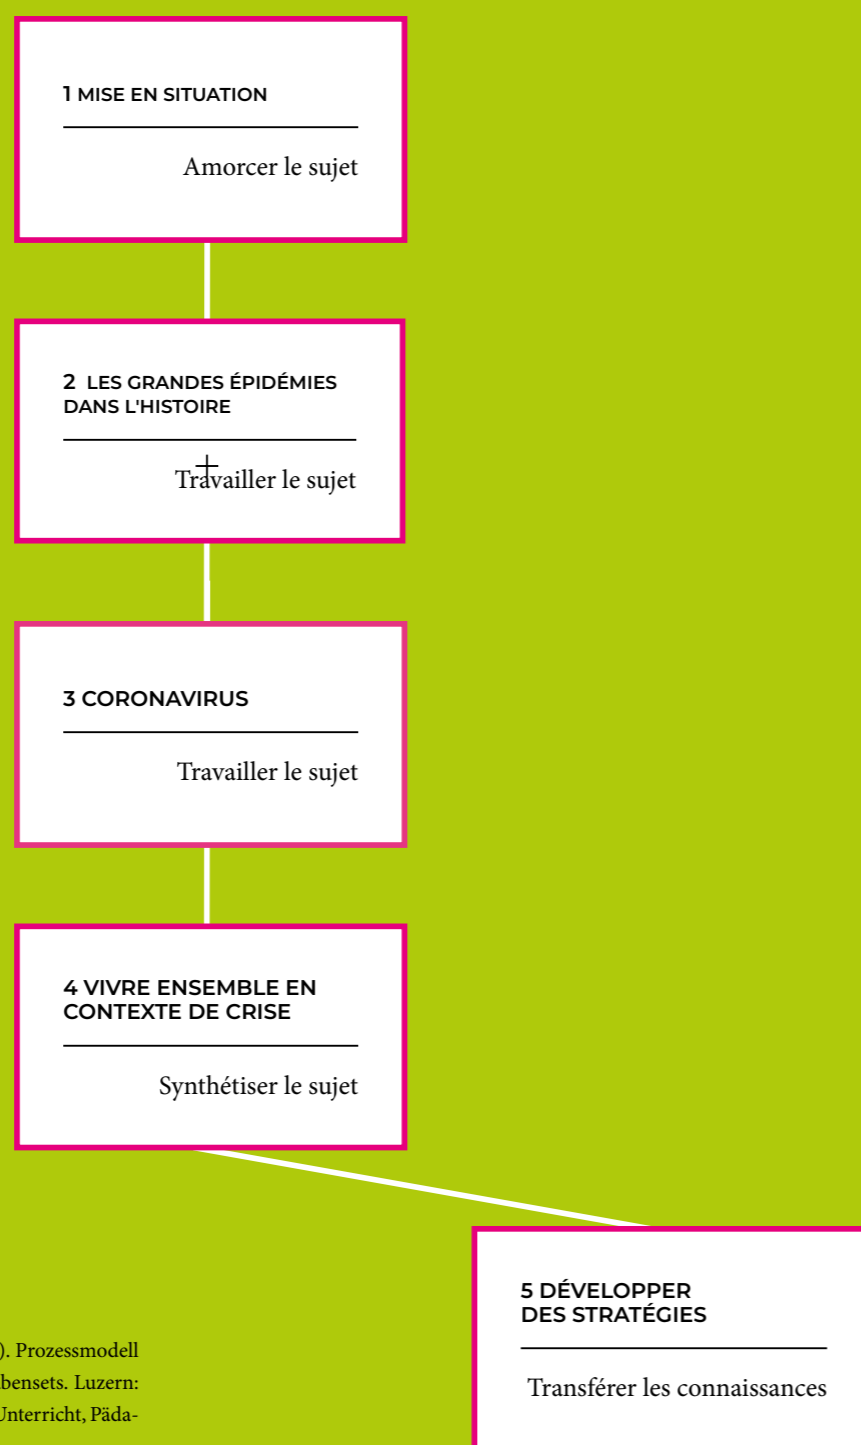 1 MISE EN SITUATION
Amorcer le sujet
2 LES GRANDES ÉPIDÉMIES
DANS L'HISTOIRE
Travailler le sujet
3 CORONAVIRUS
Travailler le sujet
4 VIVRE ENSEMBLE EN
CONTEXTE DE CRISE
Synthétiser le sujet
5 DÉVELOPPER
DES STRATÉGIES
Transférer les connaissances
). Prozessmodell
bensets. Luzern:
Unterricht, Päda-